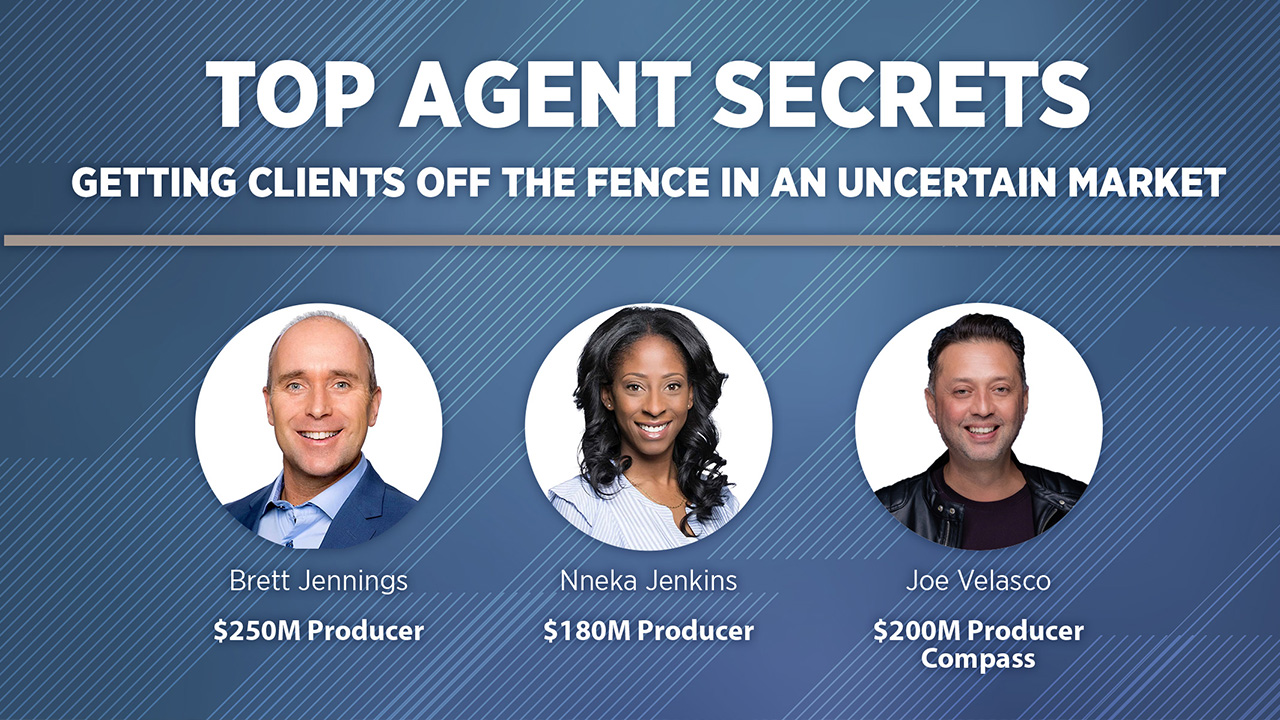 TOP AGENT SECRETS
GETTING CLIENTS OFF THE FENCE IN AN UNCERTAIN MARKET
Brett Jennings
$250M Producer
Nneka Jenkins
$180M Producer
Joe Velasco
$200M Producer
Compass